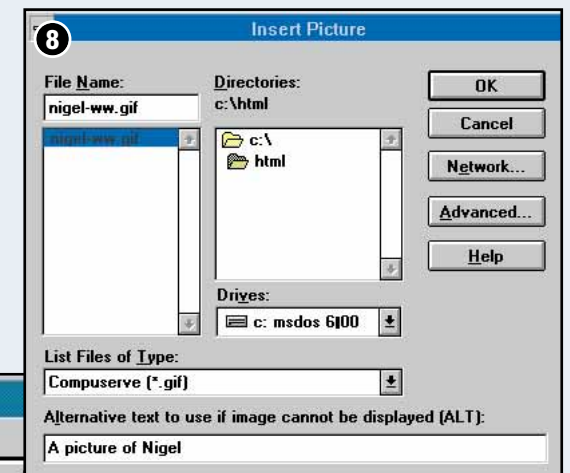 8
Insert Picture
File Name:
nigel-ww.gif
nigel-ww.gif
Directories:
c:\html
c:\
html
Drives:
c: msdos 600
List Files of Type:
Compuserve (*.gif)
Alternative text to use if image cannot be displayed (ALT):
A picture of Nigel
OK
Cancel
Network...
Advanced...
Help